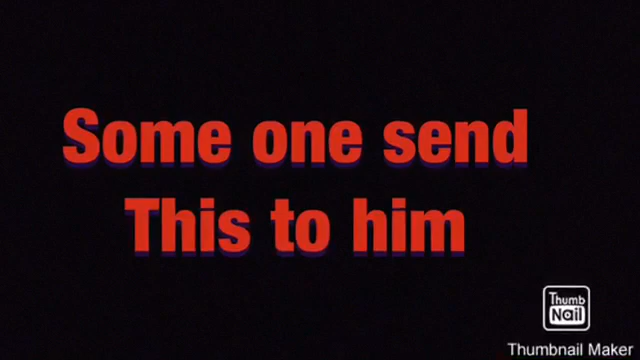 Some one send
This to him
Thumb
Nail
Thumbnail Maker